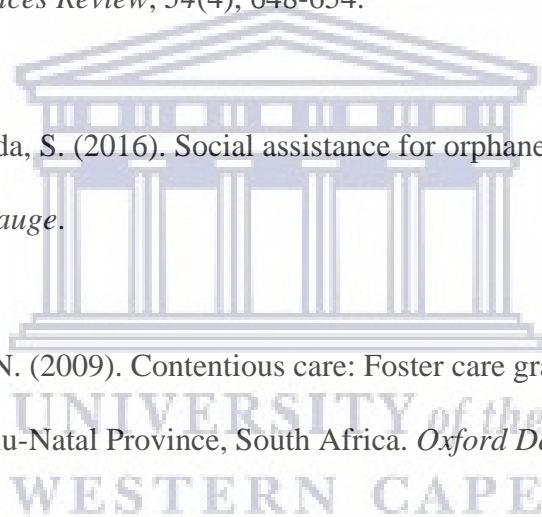 ces Review, 34(4), 648-654.
da, S. (2016). Social assistance for orphane
auge.
N. (2009). Contentious care: Foster care gra
UNIVERSITY of the
lu-Natal Province, South Africa. Oxford De
WESTERN CAPE